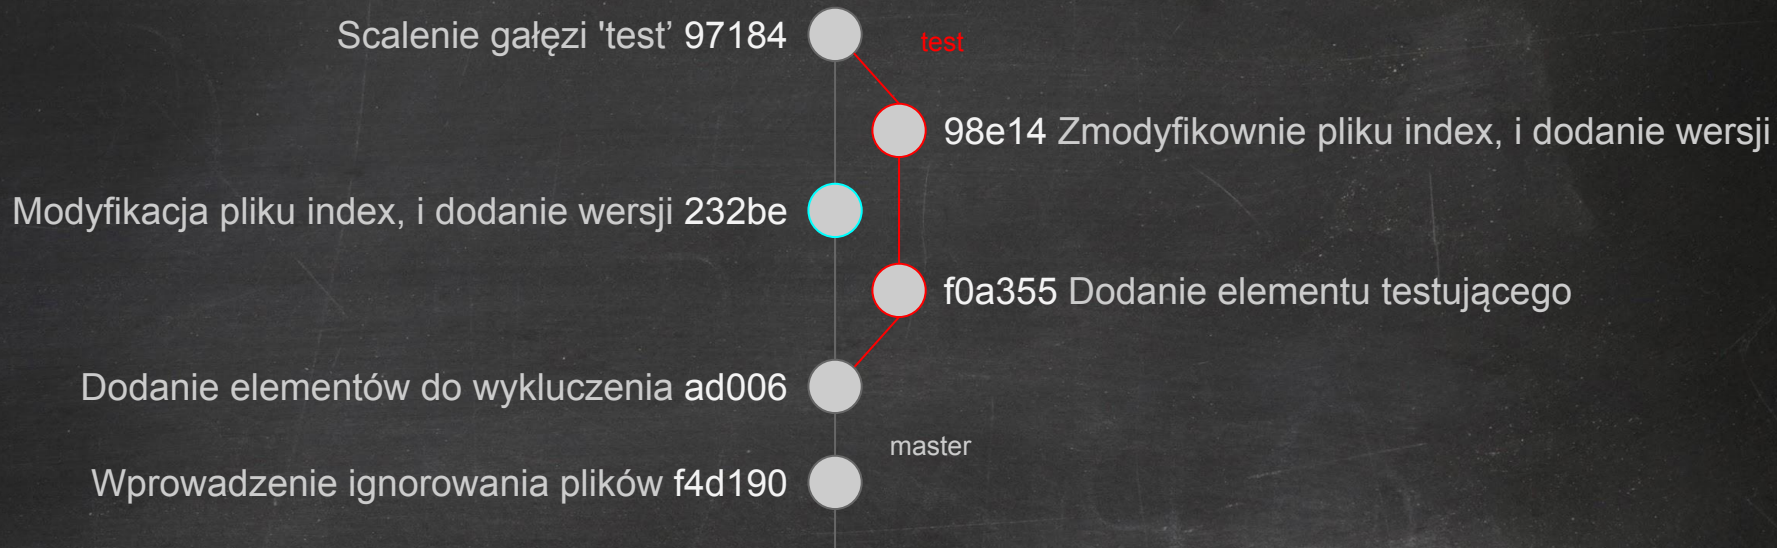 Scalenie gałęzi 'test’ 97184
test
98e14 Zmodyfikownie pliku index, i dodanie wersji
Modyfikacja pliku index, i dodanie wersji 232be
f0a355 Dodanie elementu testującego
Dodanie elementów do wykluczenia ad006
master
Wprowadzenie ignorowania plików f4d190